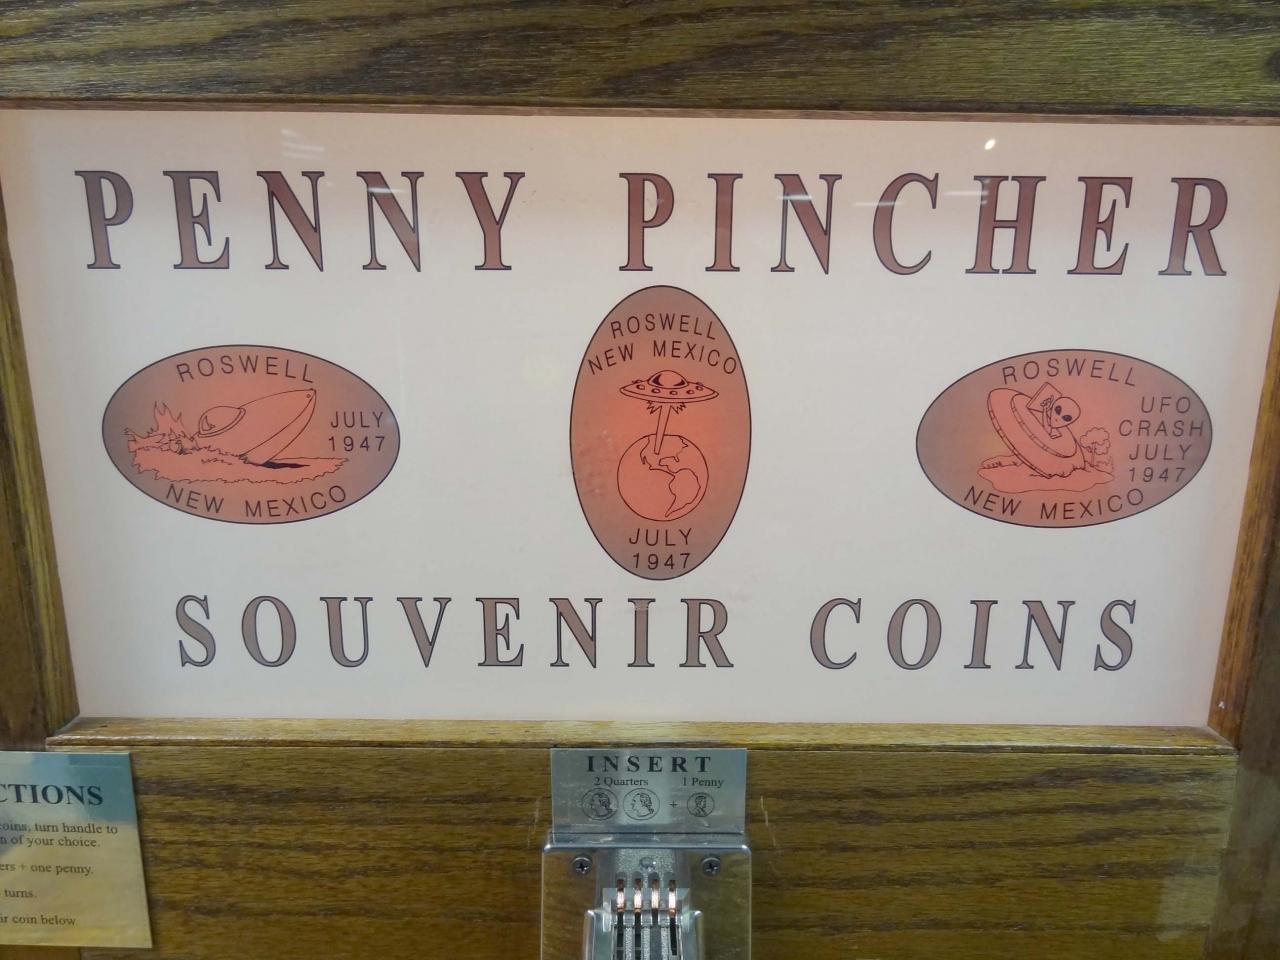 PENNY PINCHER
ROSWELL
JULY
1947
NEW MEXICO
ROSWELL
NEW MEXICO
JULY
1947
ROSWELL
UFO
CRASH
JULY
1947
NEW MEXICO
SOUVENIR COINS
INSERT
2 Quarters 1 Penny
+
CTIONS
coins, turn handle to
n of your choice.
ers + one penny.
turns.
ir coin below